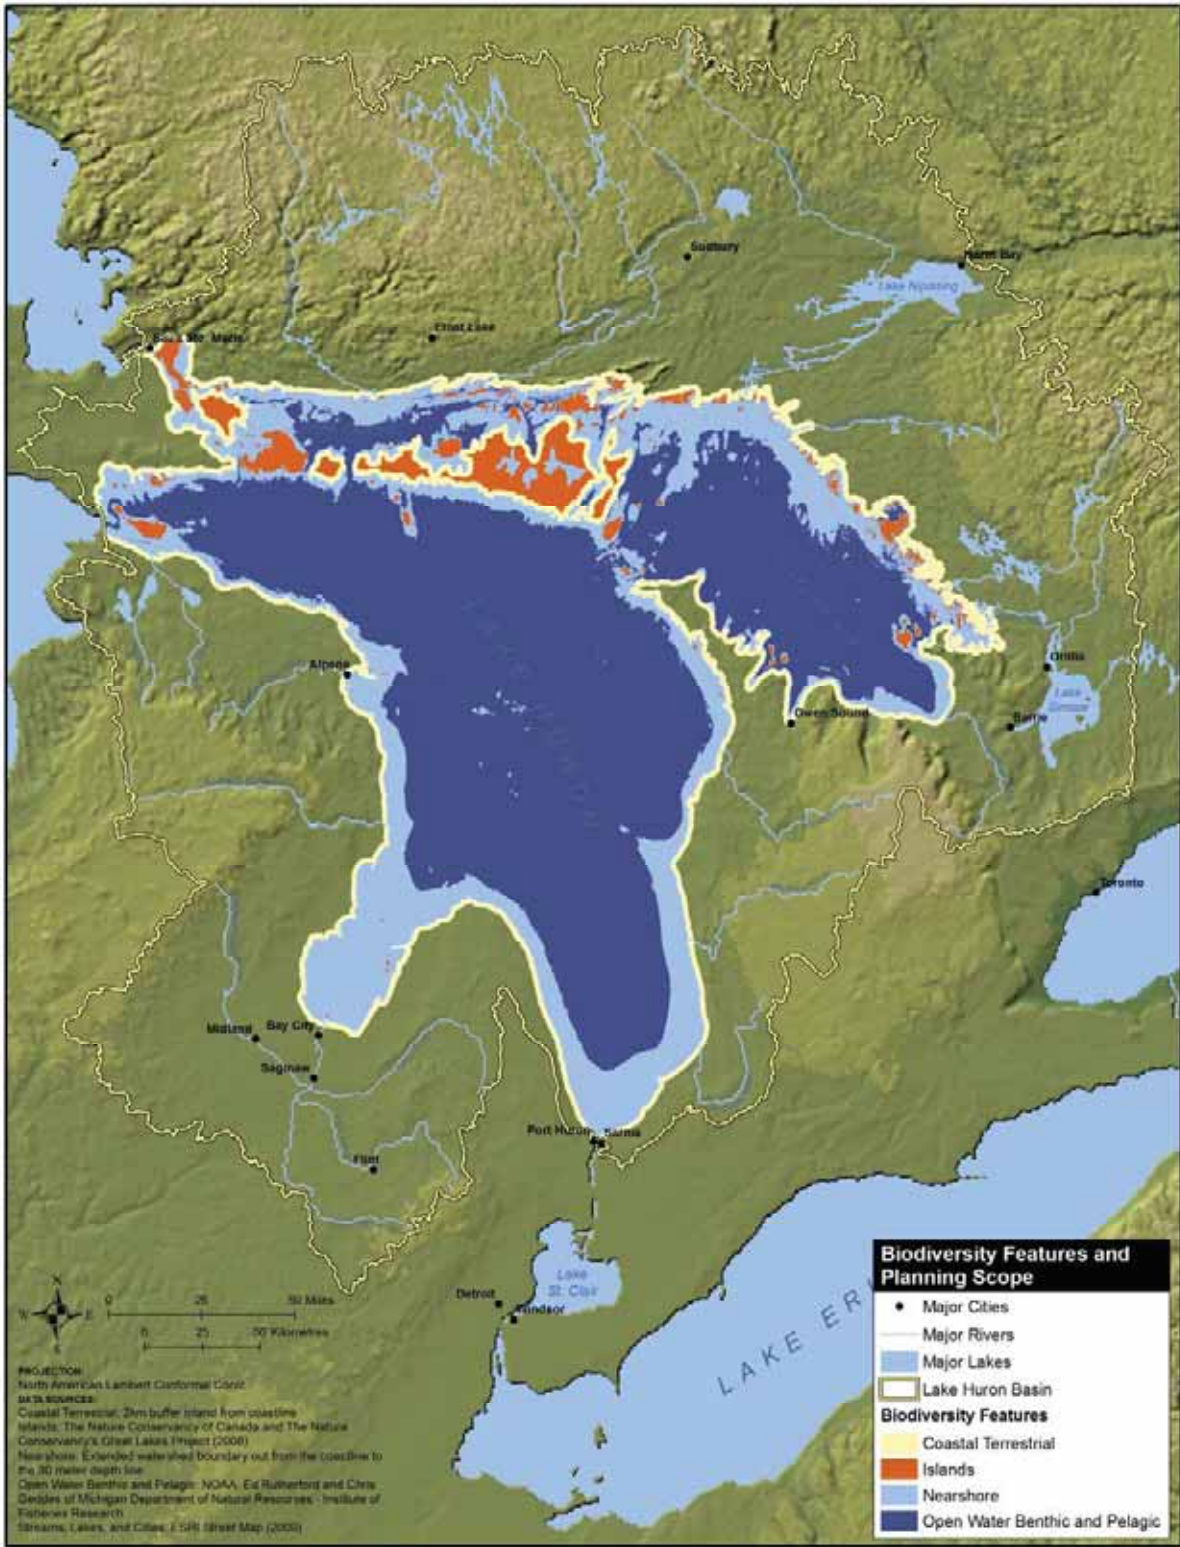 Sudbury
North Bay
Lake Nipissing
Elliot Lake
Sault Ste. Marie
Alpena
Orillia
Lake Simcoe
Owen Sound
Barrie
Toronto
Midland
Bay City
Saginaw
Port Huron
Sarnia
Flint
Lake
St. Clair
Detroit
Windsor
LAKE ER
N
W E
S
0 25 50 Miles
0 25 50 Kilometres
PROJECTION:
North American Lambert Conformal Conic
DATA SOURCES:
Coastal Terrestrial: 2km buffer inland from coastline
Islands: The Nature Conservancy of Canada and The Nature
Conservancy's Great Lakes Project (2008)
Nearshore: Extended watershed boundary out from the coastline to
the 30 meter depth line
Open Water Benthic and Pelagic: NOAA, Ed Rutherford and Chris
Geddes of Michigan Department of Natural Resources - Institute of
Fisheries Research
Streams, Lakes, and Cities: ESRI Street Map (2009)
Biodiversity Features and
Planning Scope
Major Cities
Major Rivers
Major Lakes
Lake Huron Basin
Biodiversity Features
Coastal Terrestrial
Islands
Nearshore
Open Water Benthic and Pelagic